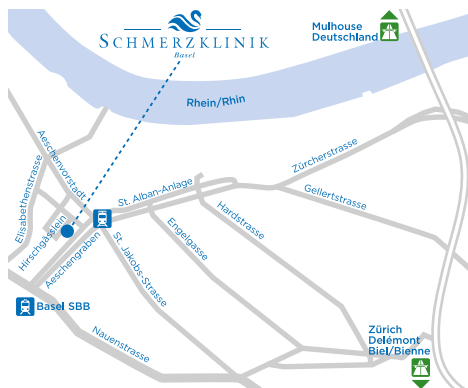 SCHMERZKLINIK
Basel
Mulhouse
Deutschland
Rhein/Rhin
Aeschenvorstadt
Elisabethenstrasse
Hirschgässlein
Aeschengraben
St. Alban-Anlage
Zürcherstrasse
Gellertstrasse
Hardstrasse
Engelgasse
St. Jakobs-Strasse
Basel SBB
Nauenstrasse
Zürich
Delémont
Biel/Bienne